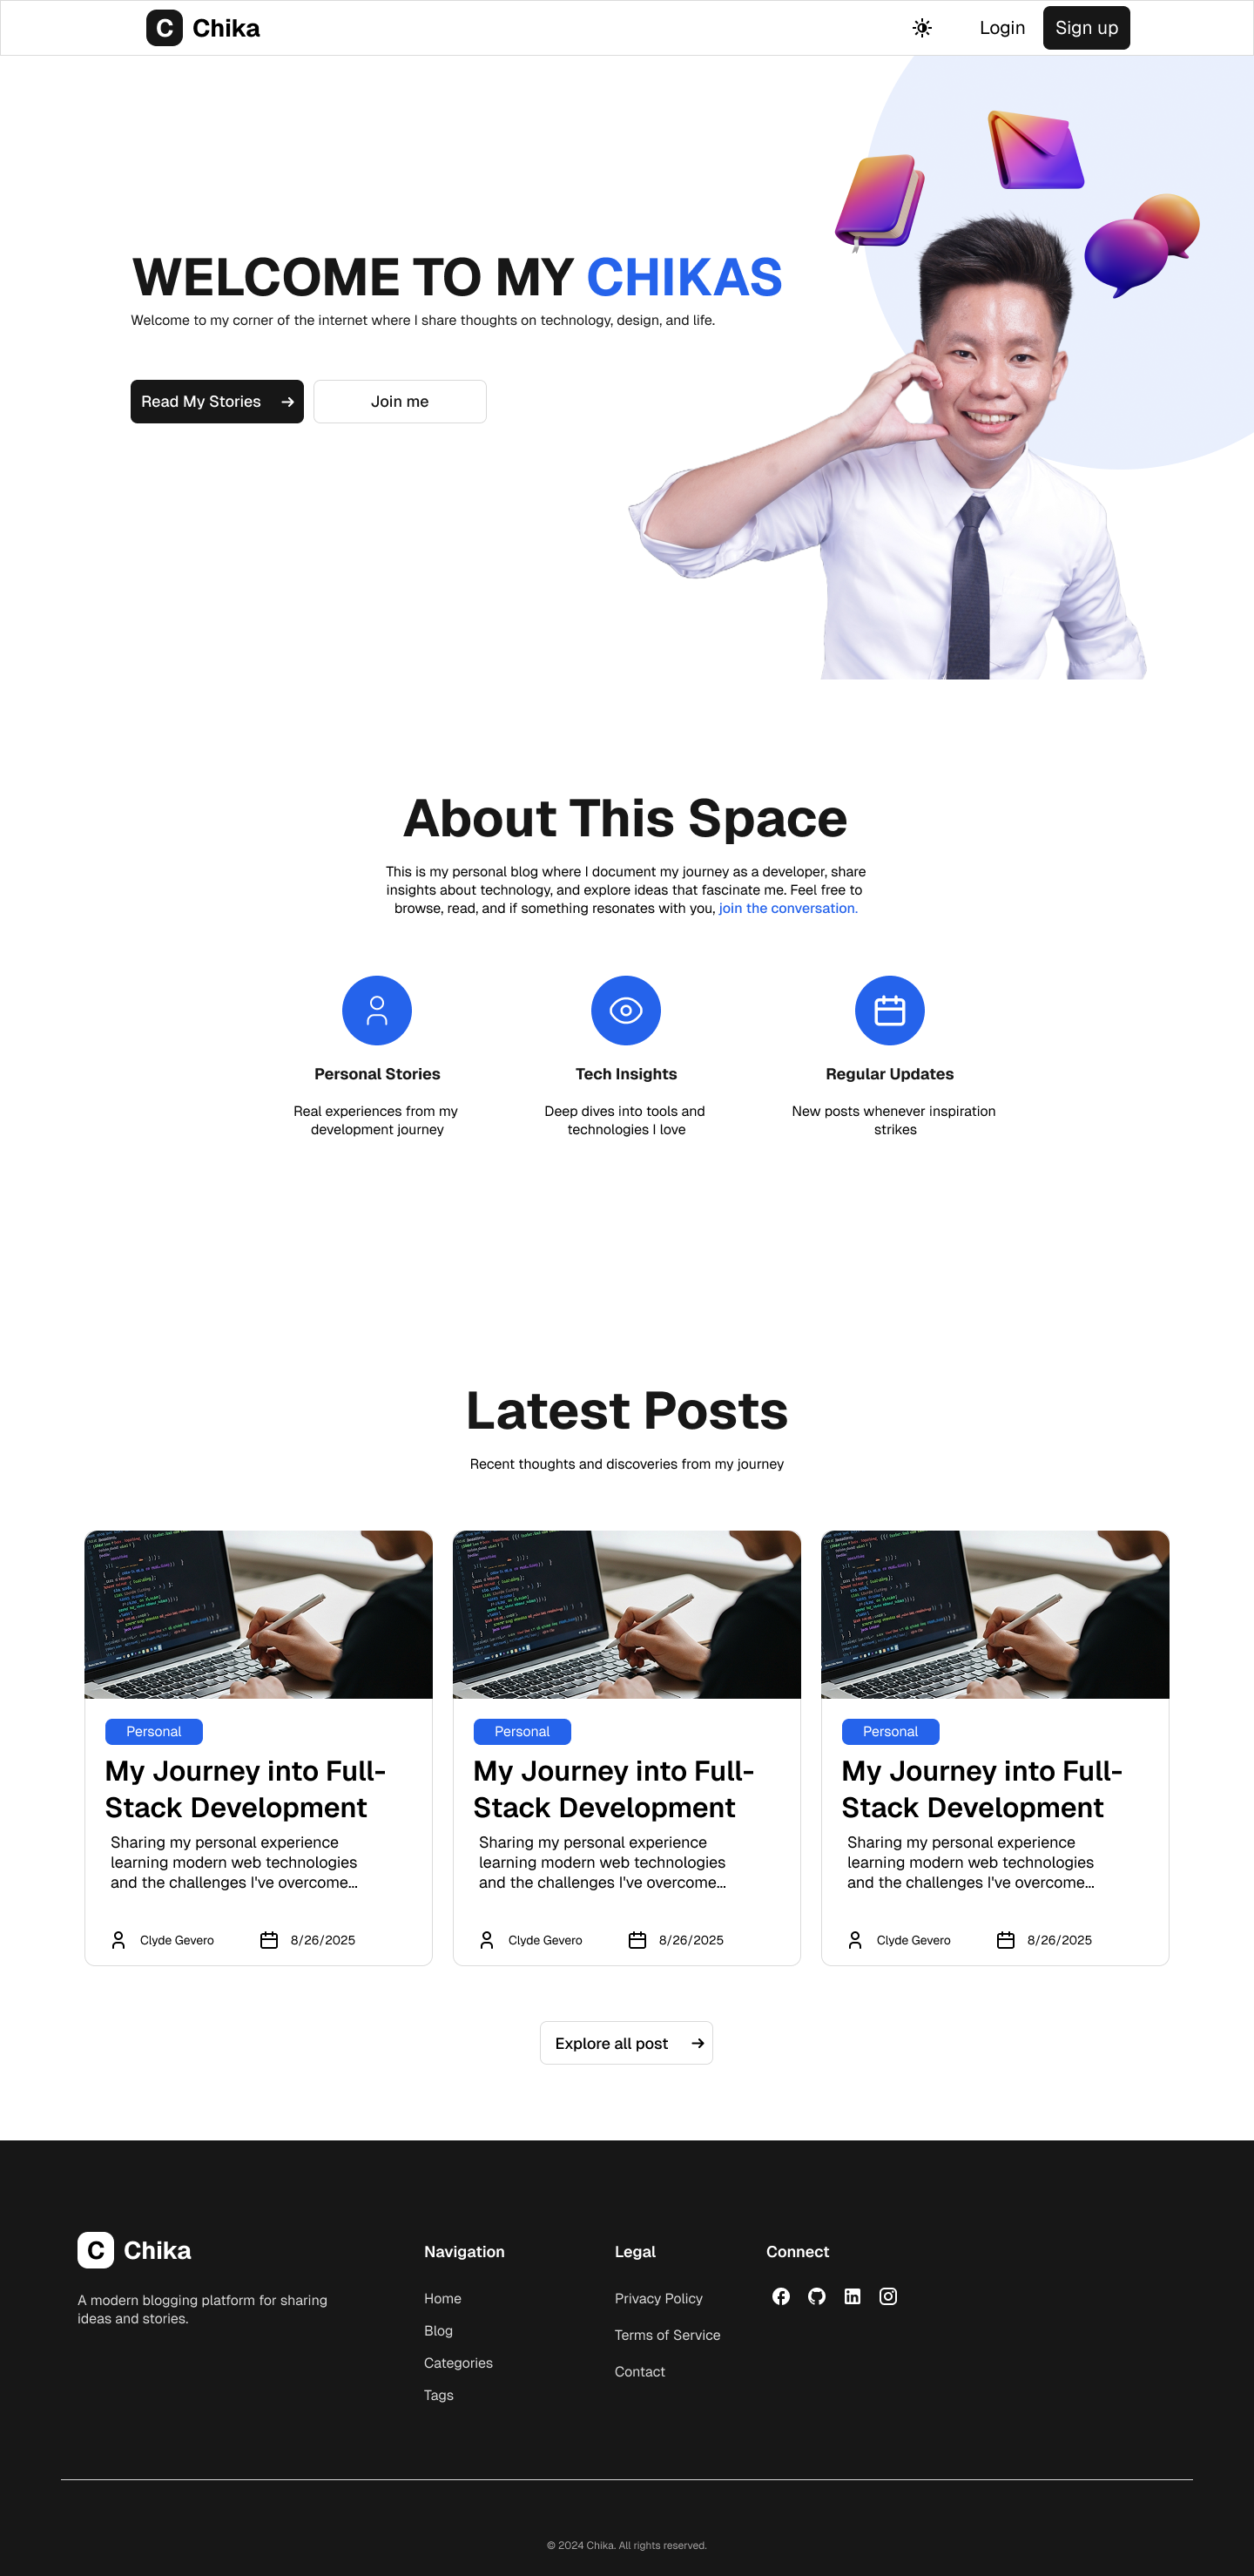 C Chika
Login
Sign up
WELCOME TO MY CHIKAS
Welcome to my corner of the internet where I share thoughts on technology, design, and life.
Read My Stories
Join me
About This Space
This is my personal blog where I document my journey as a developer, share
insights about technology, and explore ideas that fascinate me. Feel free to
browse, read, and if something resonates with you, join the conversation.
Personal Stories
Real experiences from my
development journey
Tech Insights
Deep dives into tools and
technologies I love
Regular Updates
New posts whenever inspiration
strikes
Latest Posts
Recent thoughts and discoveries from my journey
Personal
My Journey into Full-
Stack Development
Sharing my personal experience
learning modern web technologies
and the challenges I've overcome...
Clyde Gevero
8/26/2025
Personal
My Journey into Full-
Stack Development
Sharing my personal experience
learning modern web technologies
and the challenges I've overcome...
Clyde Gevero
8/26/2025
Personal
My Journey into Full-
Stack Development
Sharing my personal experience
learning modern web technologies
and the challenges I've overcome...
Clyde Gevero
8/26/2025
Explore all post
C Chika
A modern blogging platform for sharing
ideas and stories.
Navigation
Home
Blog
Categories
Tags
Legal
Privacy Policy
Terms of Service
Contact
Connect
© 2024 Chika. All rights reserved.